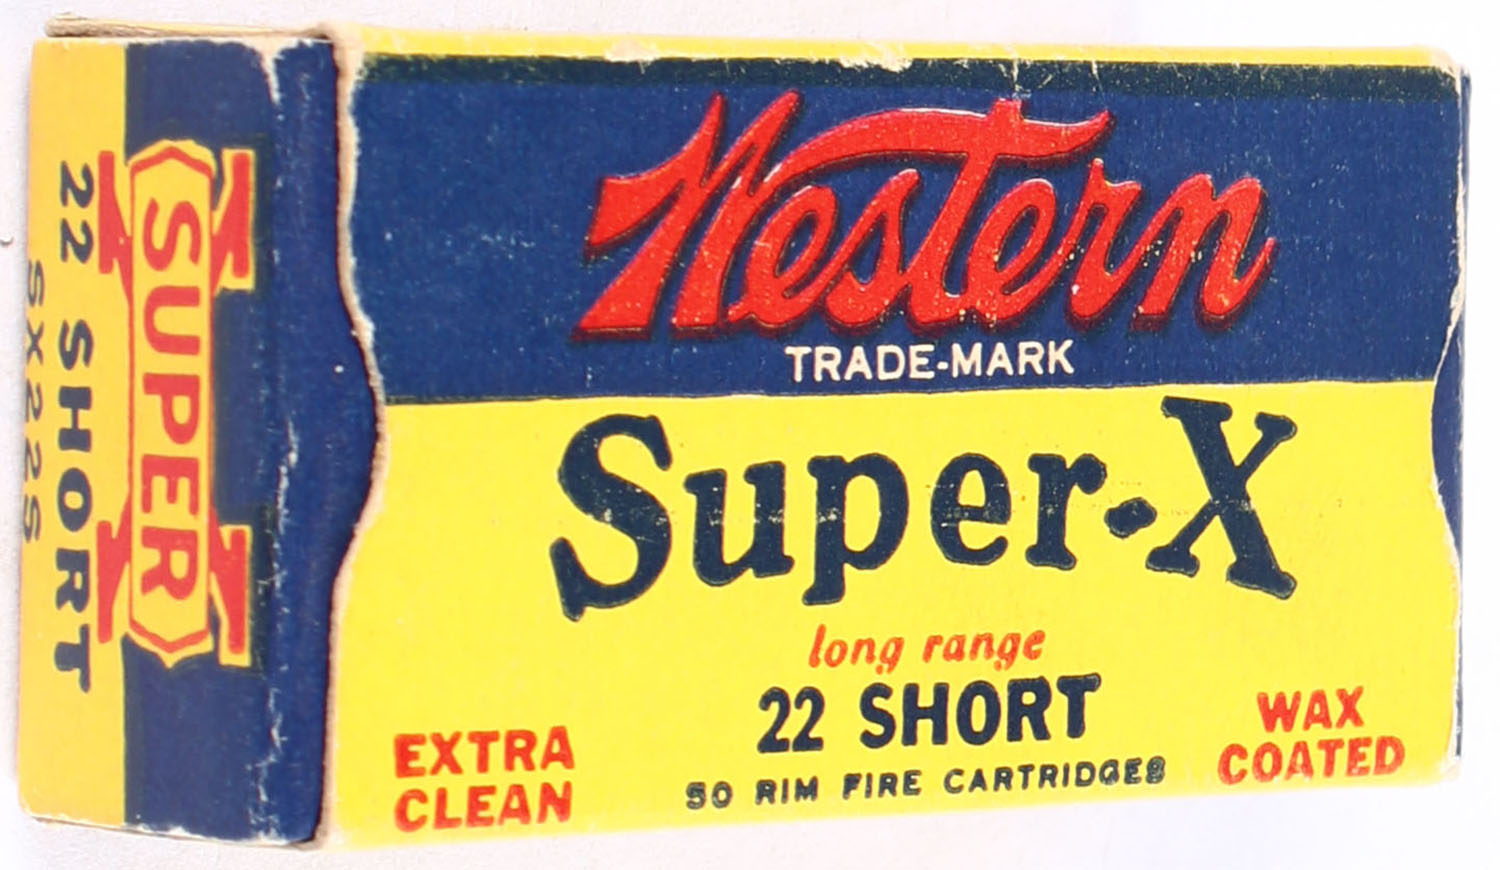 Western
TRADE-MARK
Super-X
long range
22 SHORT
50 RIM FIRE CARTRIDGES
EXTRA
CLEAN
WAX
COATED
SUPER
X
22 SHORT
SX22S